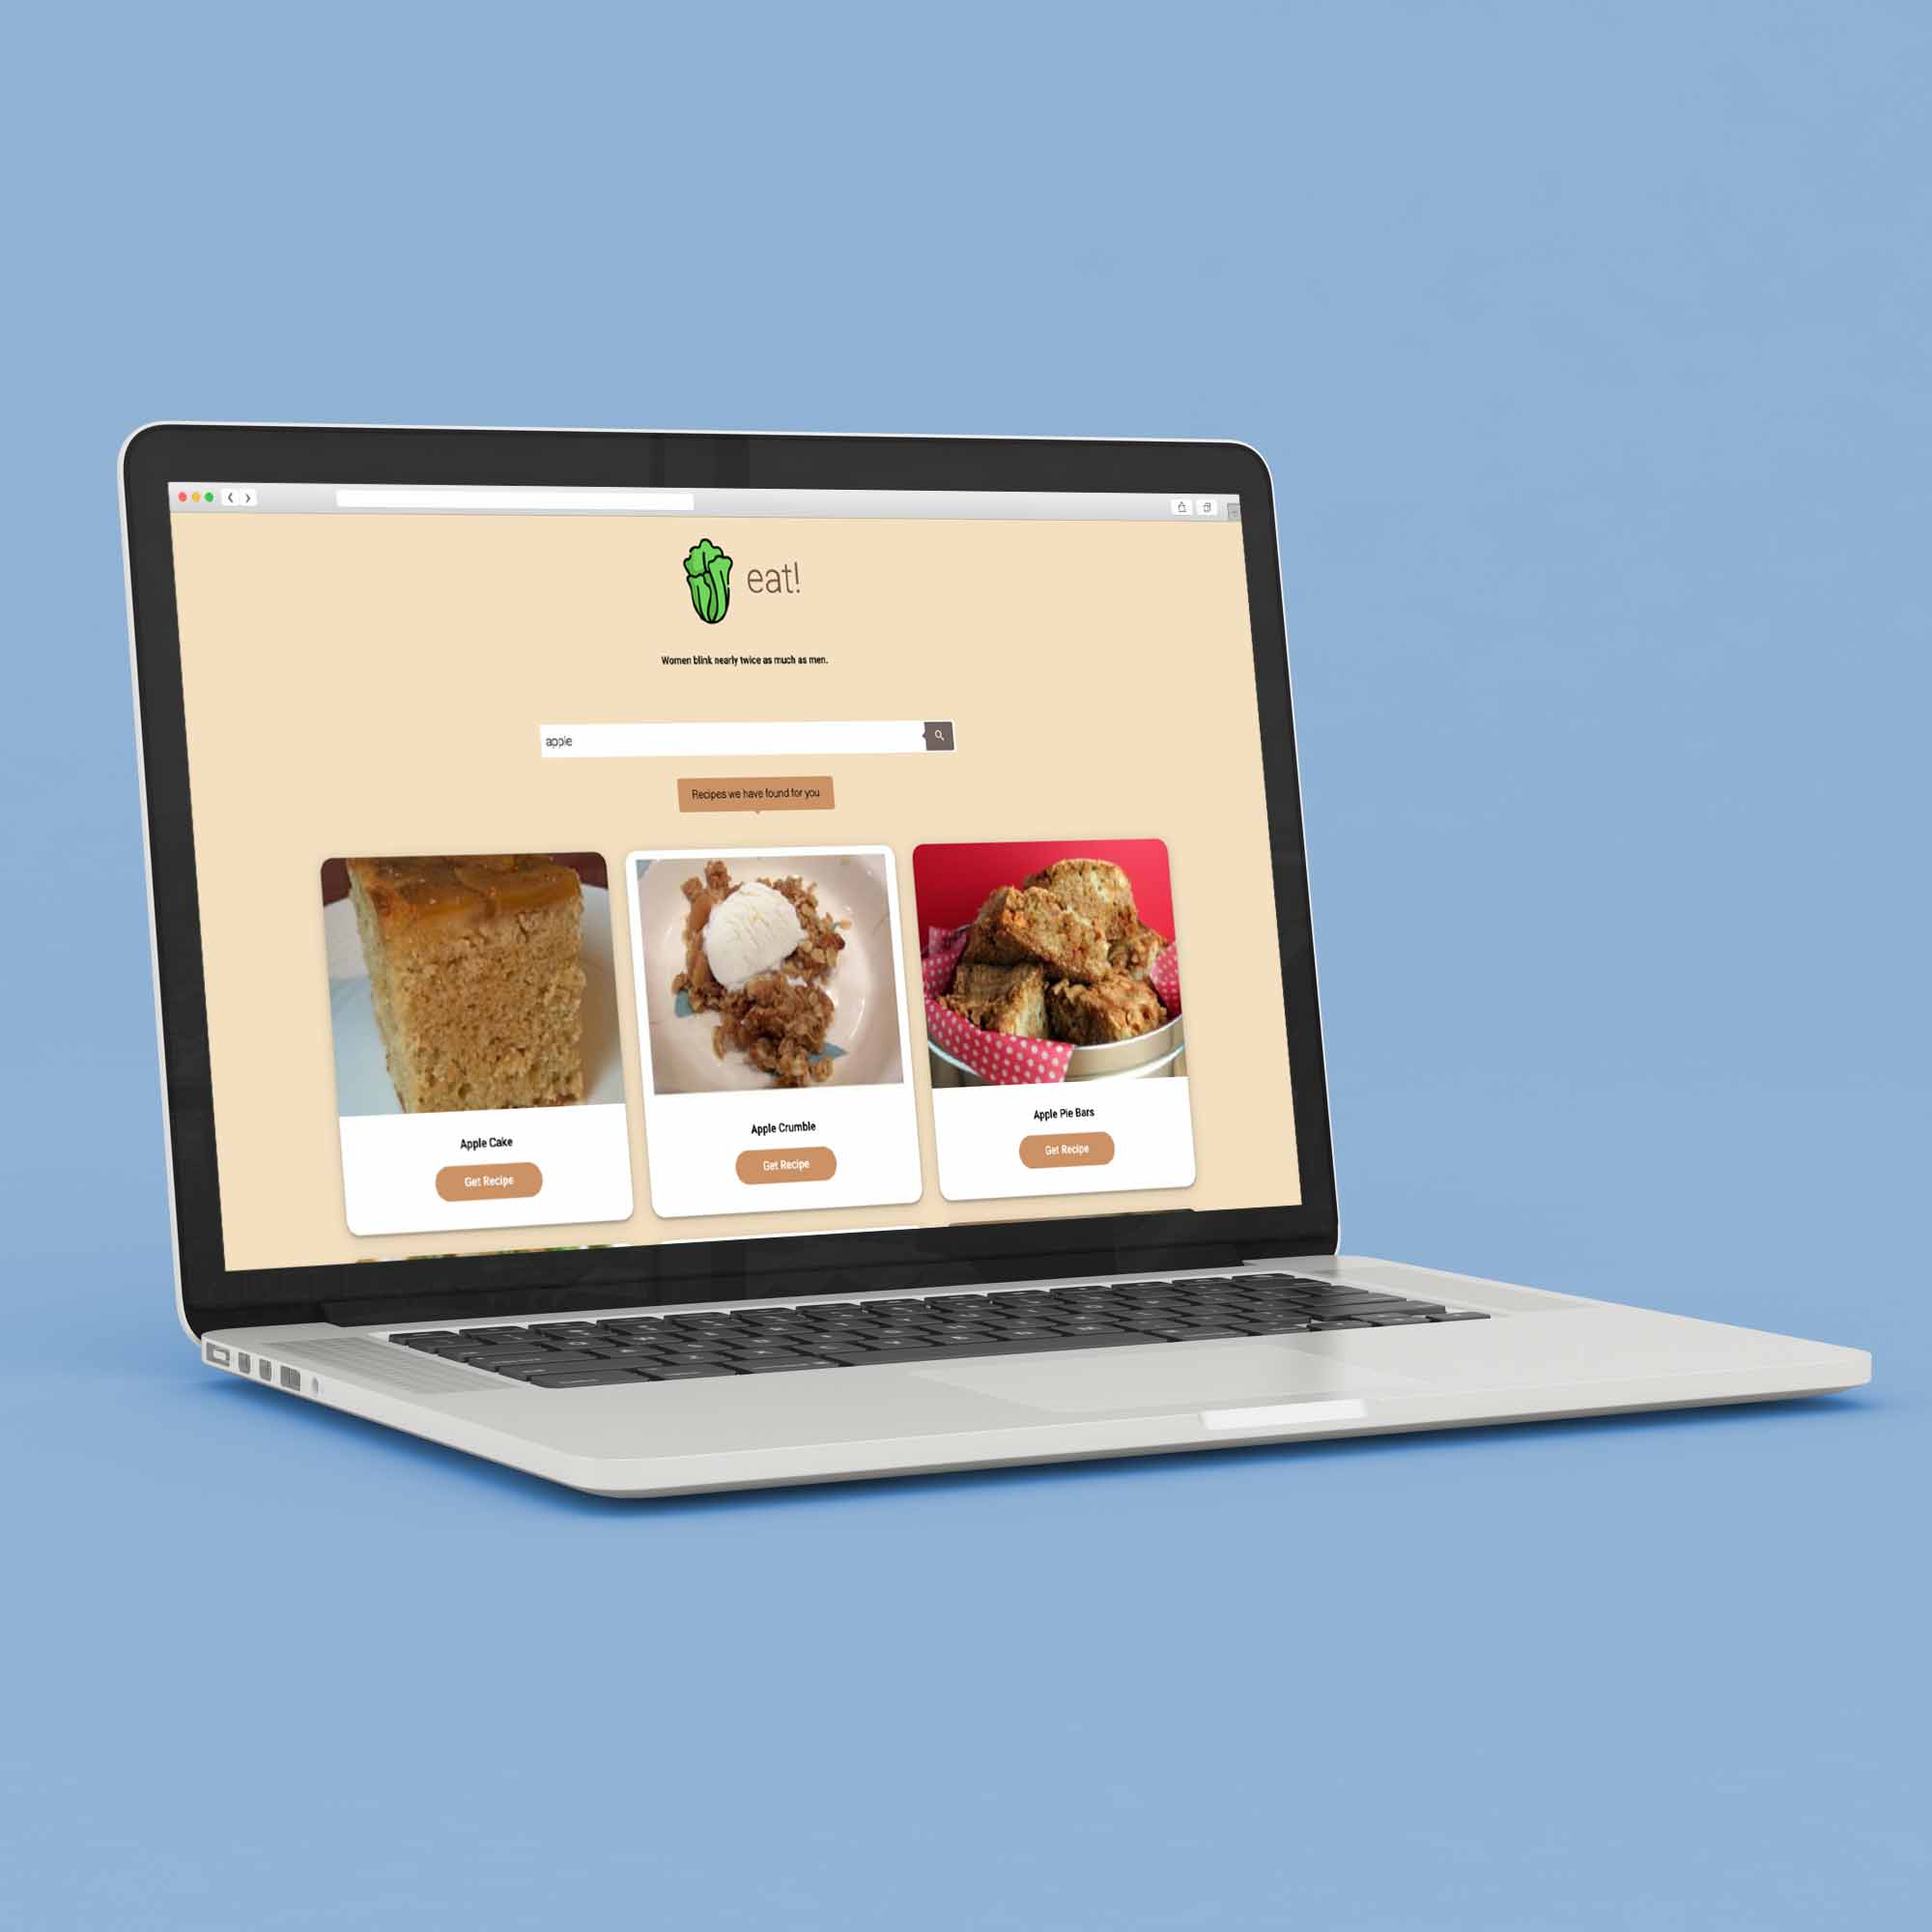 eat!
Women blink nearly twice as much as men.
apple
Recipes we have found for you
Apple Cake
Apple Crumble
Apple Pie Bars
Get Recipe
Get Recipe
Get Recipe